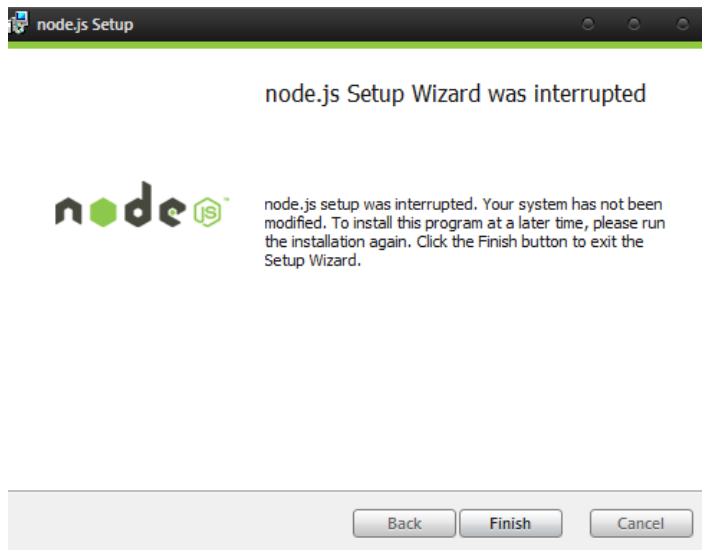 node.js Setup
node.js Setup Wizard was interrupted
node JS™
node.js setup was interrupted. Your system has not been
modified. To install this program at a later time, please run
the installation again. Click the Finish button to exit the
Setup Wizard.
Back Finish Cancel